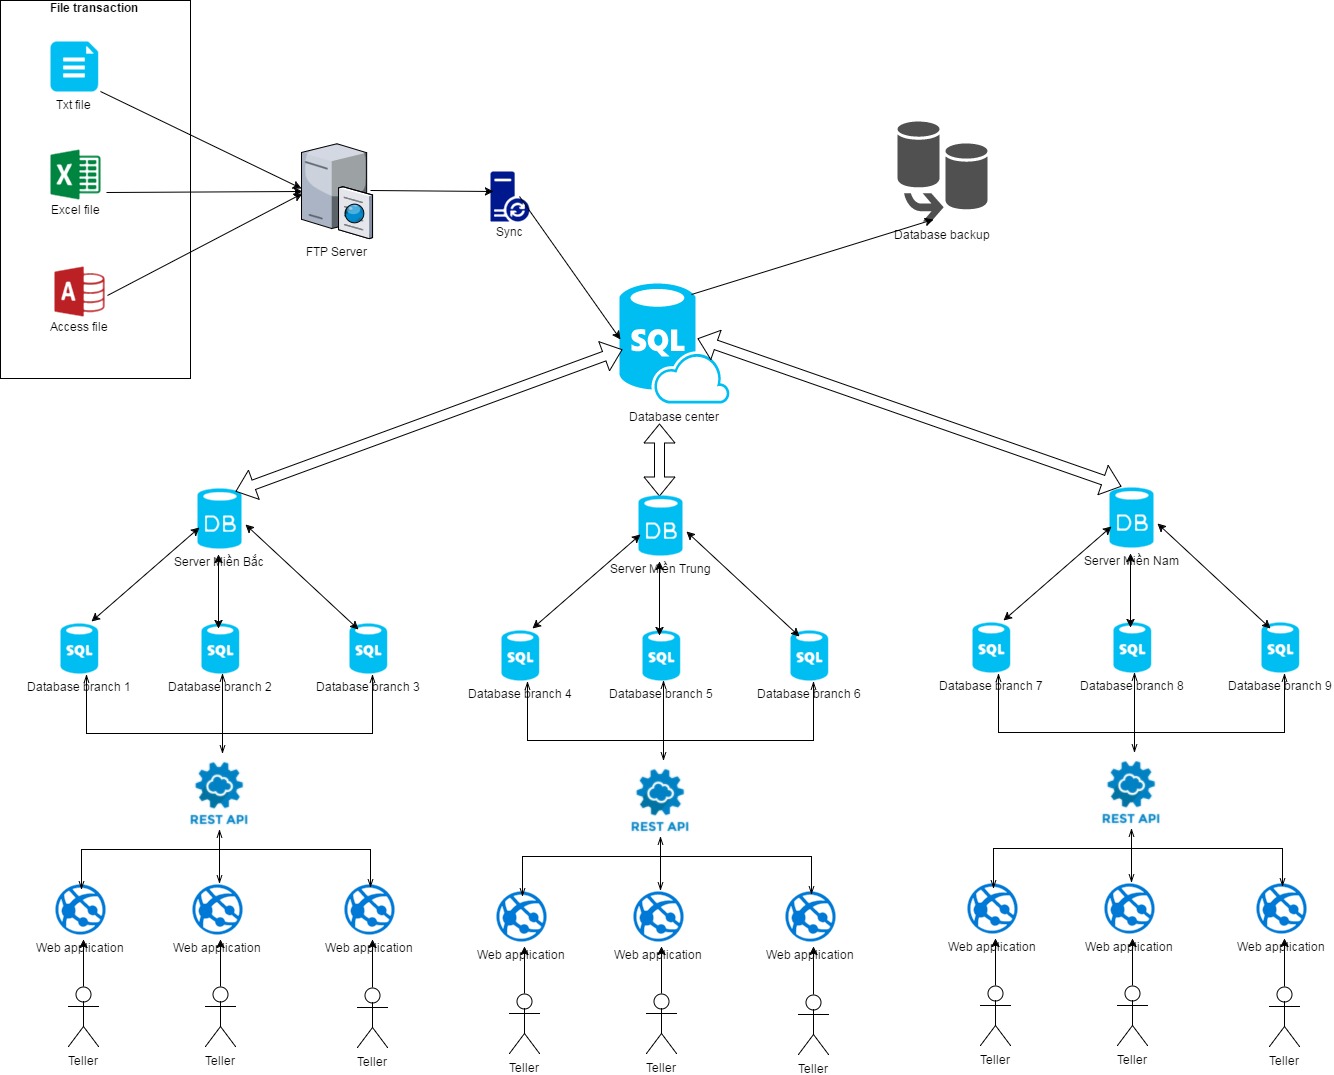 File transaction
Txt file
Excel file
Access file
FTP Server
Sync
Database backup
SQL
Database center
DB
Server Miền Bắc
DB
Server Miền Trung
DB
Server Miền Nam
SQL
Database branch 1
SQL
Database branch 2
SQL
Database branch 3
SQL
Database branch 4
SQL
Database branch 5
SQL
Database branch 6
SQL
Database branch 7
SQL
Database branch 8
SQL
Database branch 9
REST API
REST API
REST API
Web application
Web application
Web application
Web application
Web application
Web application
Web application
Web application
Web application
Teller
Teller
Teller
Teller
Teller
Teller
Teller
Teller
Teller